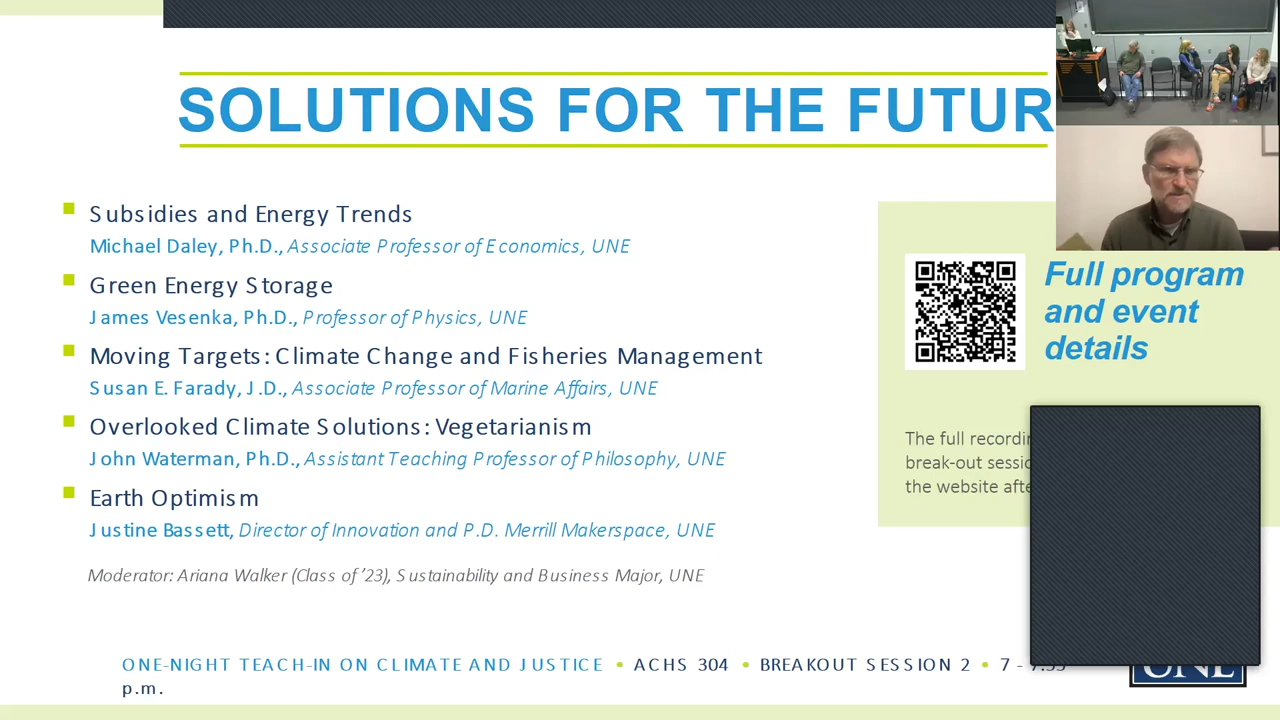 SOLUTIONS FOR THE FUTUR
Subsidies and Energy Trends
Michael Daley, Ph.D., Associate Professor of Economics, UNE
Green Energy Storage
James Vesenka, Ph.D., Professor of Physics, UNE
Moving Targets: Climate Change and Fisheries Management
Susan E. Farady, J.D., Associate Professor of Marine Affairs, UNE
Overlooked Climate Solutions: Vegetarianism
John Waterman, Ph.D., Assistant Teaching Professor of Philosophy, UNE
Earth Optimism
Justine Bassett, Director of Innovation and P.D. Merrill Makerspace, UNE
Moderator: Ariana Walker (Class of ’23), Sustainability and Business Major, UNE
Full program
and event
details
The full
break-out
the website
ONE-NIGHT TEACH-IN ON CLIMATE AND JUSTICE • ACHS 304 • BREAKOUT SESSION 2 • 7 -
p.m.
UNE